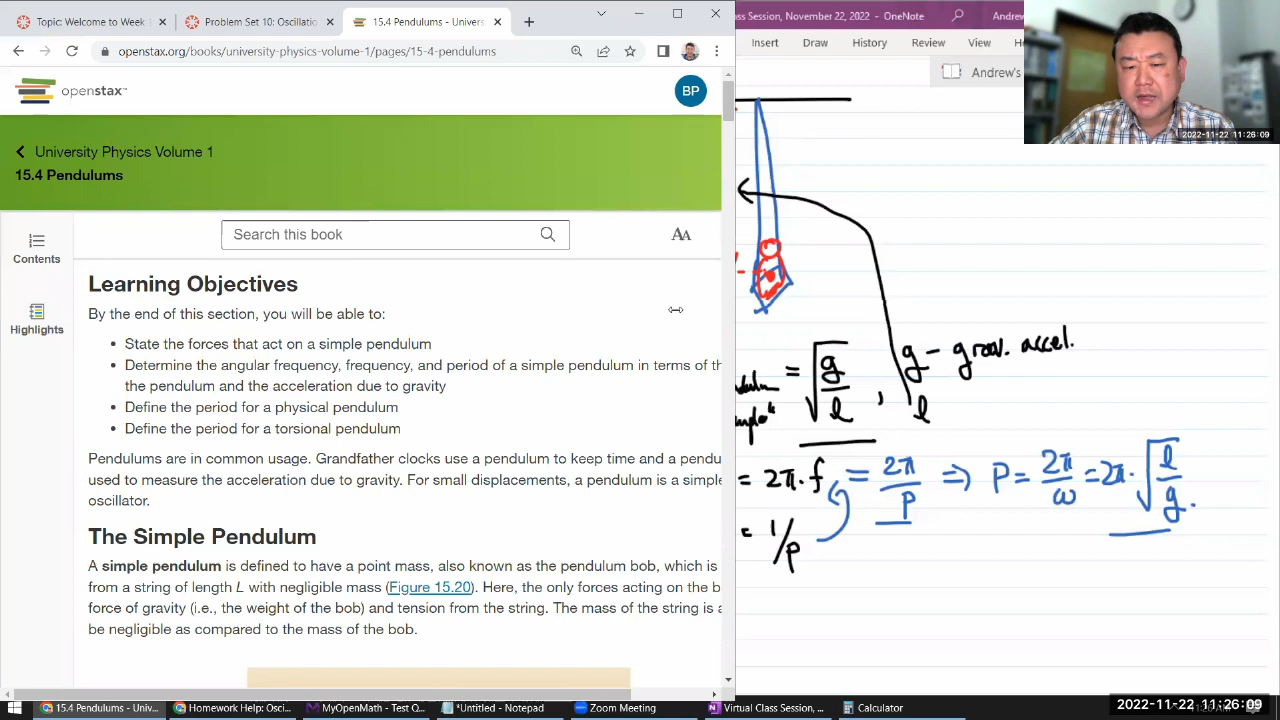 Topic Welcome to Week 1
Problem Set 10: Oscillatio
15.4 Pendulums - Univers
openstax.org/books/university-physics-volume-1/pages/15-4-pendulums
openstax™
BP
University Physics Volume 1
15.4 Pendulums
Search this book
AA
Contents
Highlights
Learning Objectives
By the end of this section, you will be able to:
• State the forces that act on a simple pendulum
• Determine the angular frequency, frequency, and period of a simple pendulum in terms of th
the pendulum and the acceleration due to gravity
• Define the period for a physical pendulum
• Define the period for a torsional pendulum
Pendulums are in common usage. Grandfather clocks use a pendulum to keep time and a pendu
used to measure the acceleration due to gravity. For small displacements, a pendulum is a simple
oscillator.
The Simple Pendulum
A simple pendulum is defined to have a point mass, also known as the pendulum bob, which is
from a string of length L with negligible mass (Figure 15.20). Here, the only forces acting on the b
force of gravity (i.e., the weight of the bob) and tension from the string. The mass of the string is a
be negligible as compared to the mass of the bob.
ss Session, November 22, 2022 - OneNote
Andrew
Insert Draw History Review View H
Andrew's
2022-11-22 11:26:09
= √(g/l) , g - grav. accel.
l
= 2π·f = 2π/P ⇒ P = 2π/ω = 2π·√(l/g).
= 1/P
15.4 Pendulums - Univ...
Homework Help: Osci...
MyOpenMath - Test Q...
*Untitled - Notepad
Zoom Meeting
Virtual Class Session, ...
Calculator
2022-11-22 11:26:09